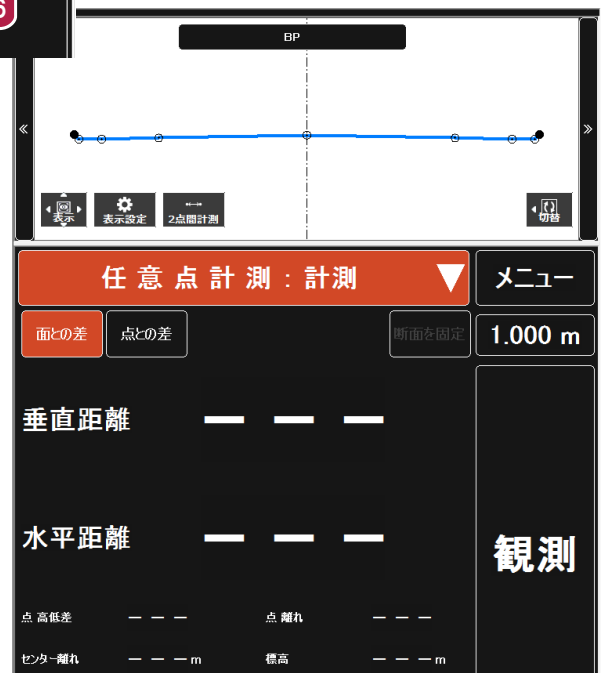 6
BP
«
»
表示
表示設定
2点間計測
切替
任意点計測:計測 ▼
メニュー
面との差
点との差
断面を固定
1.000 m
垂直距離 ― ― ―
水平距離 ― ― ―
観測
点 高低差 ― ― ― 点 離れ ― ― ―
センター離れ ― ― ― m 標高 ― ― ― m